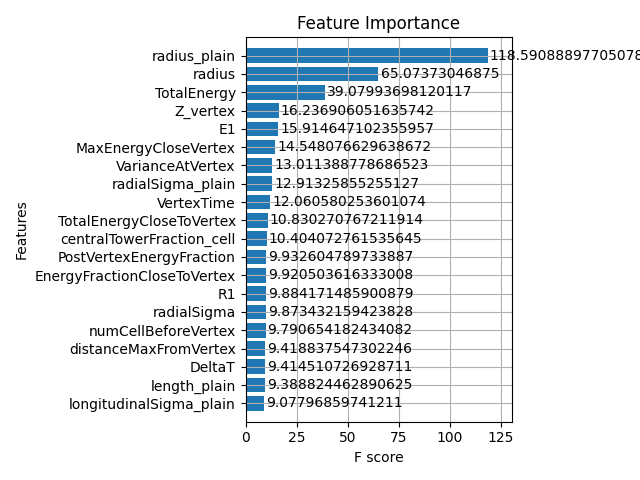 Feature Importance
radius_plain 118.59088897705078
radius 65.07373046875
TotalEnergy 39.07993698120117
Z_vertex 16.236906051635742
E1 15.914647102355957
MaxEnergyCloseVertex 14.548076629638672
VarianceAtVertex 13.011388778686523
radialSigma_plain 12.91325855255127
VertexTime 12.060580253601074
TotalEnergyCloseToVertex 10.830270767211914
centralTowerFraction_cell 10.404072761535645
PostVertexEnergyFraction 9.932604789733887
EnergyFractionCloseToVertex 9.920503616333008
R1 9.884171485900879
radialSigma 9.873432159423828
numCellBeforeVertex 9.790654182434082
distanceMaxFromVertex 9.418837547302246
DeltaT 9.414510726928711
length_plain 9.388824462890625
longitudinalSigma_plain 9.07796859741211
0 25 50 75 100 125
F score
Features